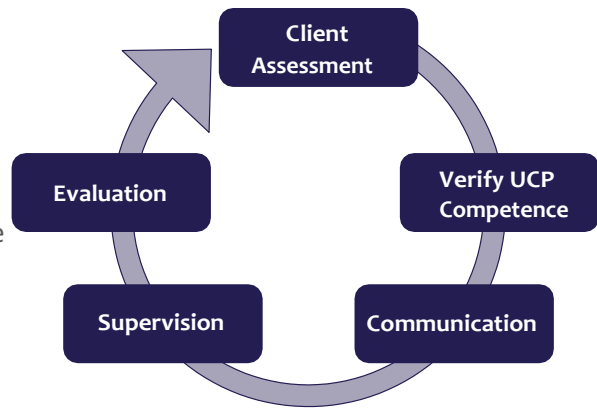 Client
Assessment
Verify UCP
Competence
Communication
Supervision
Evaluation
e